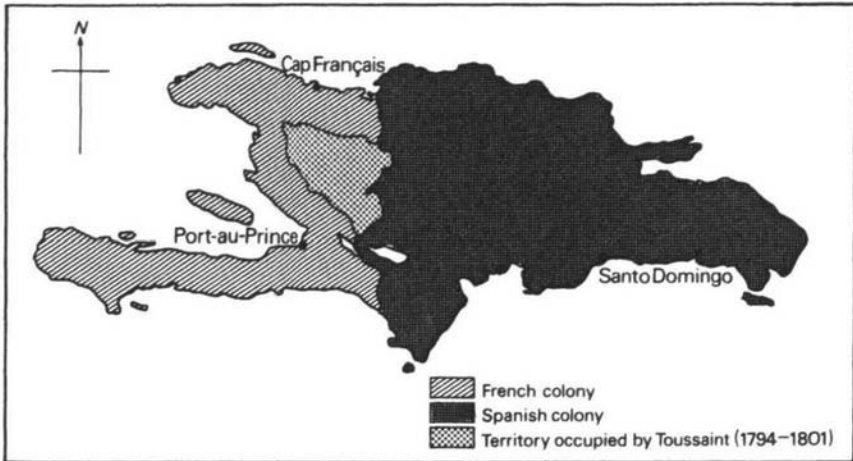 N
Cap Français
Port-au-Prince
Santo Domingo
French colony
Spanish colony
Territory occupied by Toussaint (1794–1801)